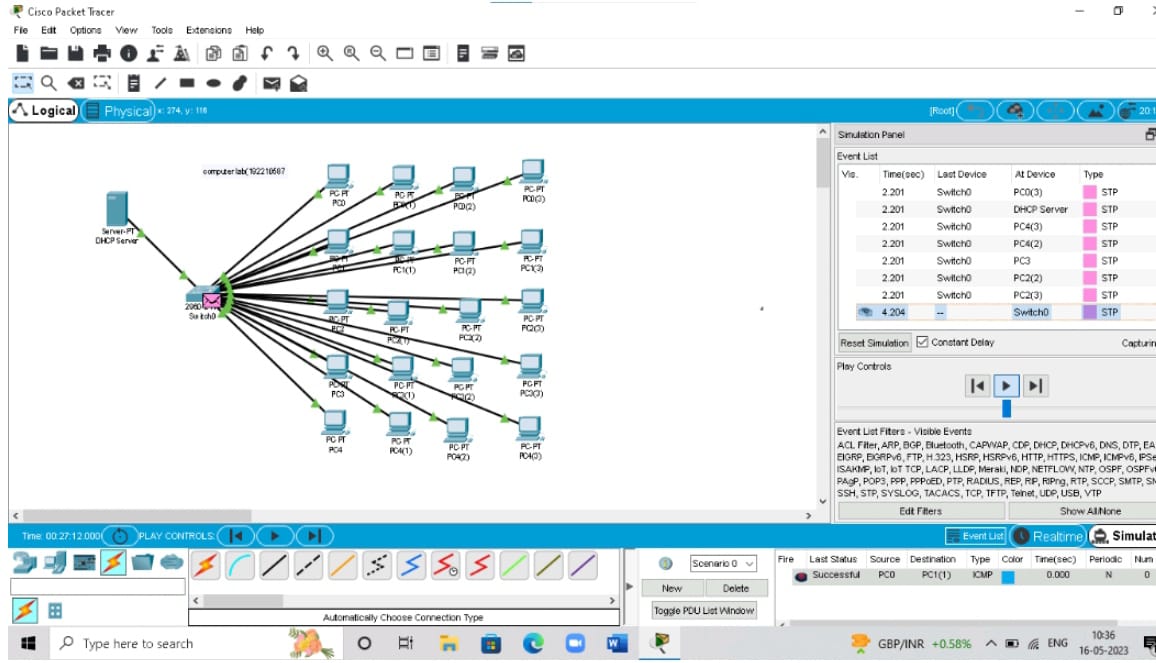 Cisco Packet Tracer
File Edit Options View Tools Extensions Help
Logical Physical x: 274, y: 116 [Root] 20:1
Simulation Panel
Event List
Vis. Time(sec) Last Device At Device Type
2.201 Switch0 PC0(3) STP
2.201 Switch0 DHCP Server STP
2.201 Switch0 PC4(3) STP
2.201 Switch0 PC4(2) STP
2.201 Switch0 PC3 STP
2.201 Switch0 PC2(2) STP
2.201 Switch0 PC2(3) STP
4.204 -- Switch0 STP
Reset Simulation Constant Delay Capturin
Play Controls
Event List Filters - Visible Events
ACL Filter, ARP, BGP, Bluetooth, CAPWAP, CDP, DHCP, DHCPv6, DNS, DTP, EA
EIGRP, EIGRPv6, FTP, H.323, HSRP, HSRPv6, HTTP, HTTPS, ICMP, ICMPv6, IPSe
ISAKMP, IoT, IoT TCP, LACP, LLDP, Meraki, NDP, NETFLOW, NTP, OSPF, OSPFv
PAgP, POP3, PPP, PPPoED, PTP, RADIUS, REP, RIP, RIPng, RTP, SCCP, SMTP, SN
SSH, STP, SYSLOG, TACACS, TCP, TFTP, Telnet, UDP, USB, VTP
Edit Filters Show All/None
computer lab(192210587
Server-PT
DHCP Server
Switch0
PC-PT
PC0
PC-PT
PC0(1)
PC-PT
PC0(2)
PC-PT
PC0(3)
PC-PT
PC1
PC-PT
PC1(1)
PC-PT
PC1(2)
PC-PT
PC1(3)
PC-PT
PC2
PC-PT
PC2(1)
PC-PT
PC2(2)
PC-PT
PC2(3)
PC-PT
PC3
PC-PT
PC3(1)
PC-PT
PC3(2)
PC-PT
PC3(3)
PC-PT
PC4
PC-PT
PC4(1)
PC-PT
PC4(2)
PC-PT
PC4(3)
Time: 00:27:12.000 PLAY CONTROLS: Event List Realtime Simulat
Automatically Choose Connection Type
Scenario 0
New Delete
Toggle PDU List Window
Fire Last Status Source Destination Type Color Time(sec) Periodic Num
Successful PC0 PC1(1) ICMP 0.000 N 0
Type here to search
GBP/INR +0.58% ENG 10:36
16-05-2023